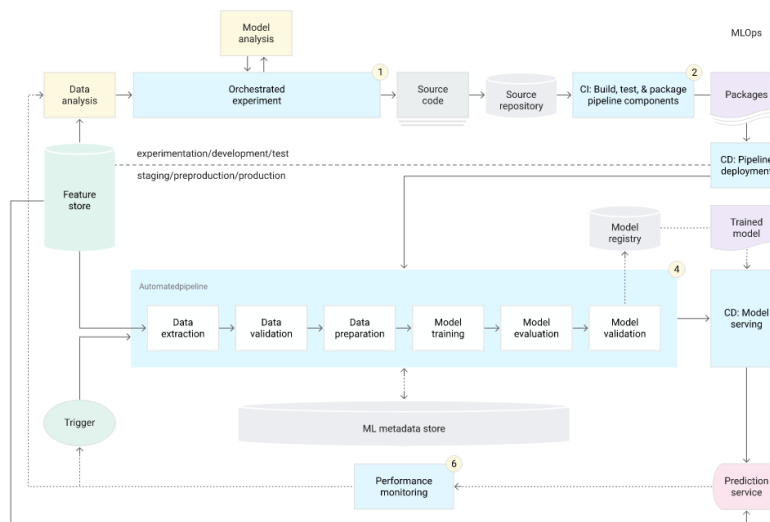 Model
analysis
MLOps
1
2
Data
analysis
Orchestrated
experiment
Source
code
Source
repository
CI: Build, test, & package
pipeline components
Packages
experimentation/development/test
staging/preproduction/production
CD: Pipeline
deployment
Feature
store
Model
registry
Trained
model
4
Automatedpipeline
Data
extraction
Data
validation
Data
preparation
Model
training
Model
evaluation
Model
validation
CD: Model
serving
Trigger
ML metadata store
6
Performance
monitoring
Prediction
service